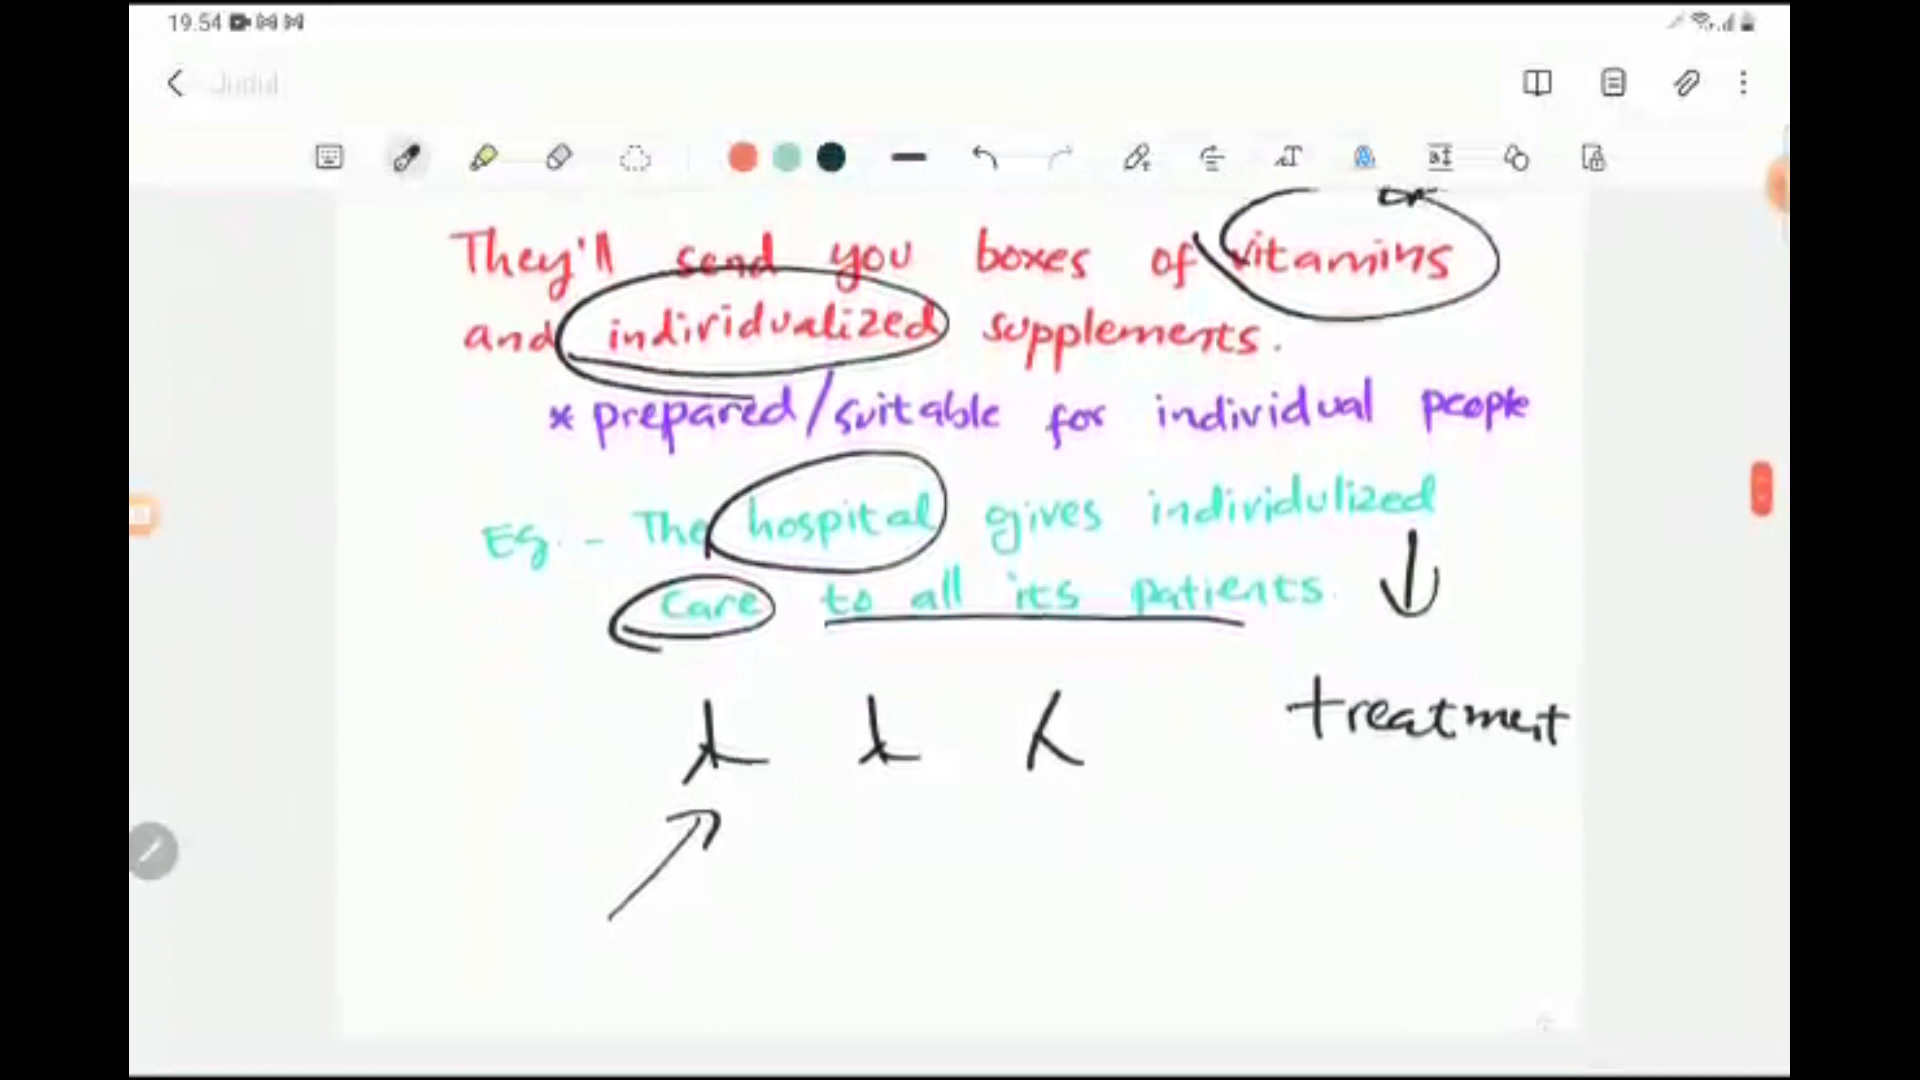 19.54
Judul
They'll send you boxes of vitamins
and individualized supplements.
* prepared/suitable for individual people
Eg. - The hospital gives individulized
care to all its patients.
treatment